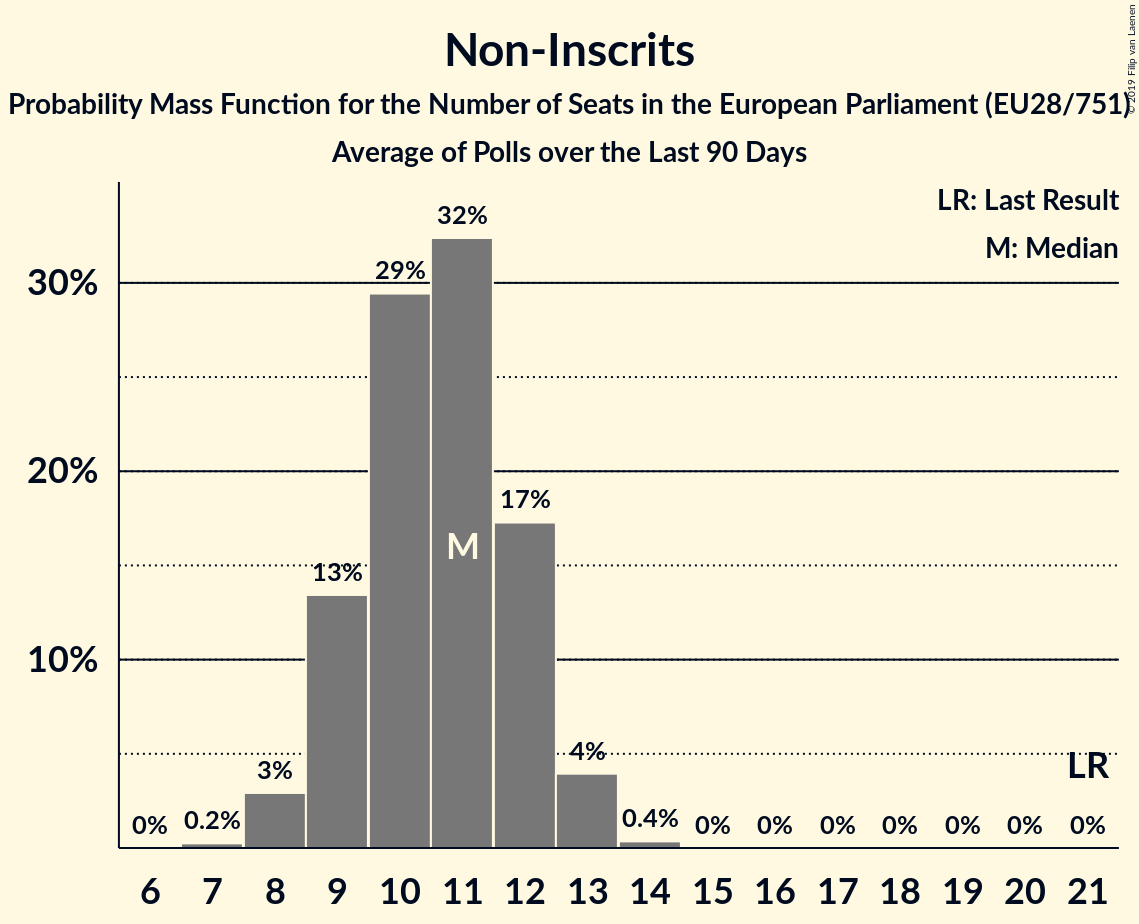 Non-Inscrits
Probability Mass Function for the Number of Seats in the European Parliament (EU28/751)
Average of Polls over the Last 90 Days
© 2019 Filip van Laenen
LR: Last Result
M: Median
32%
29%
30%
20%
17%
M
13%
10%
4%
3%
LR
0%
0.2%
0.4%
0%
0%
0%
0%
0%
0%
0%
6 7 8 9 10 11 12 13 14 15 16 17 18 19 20 21